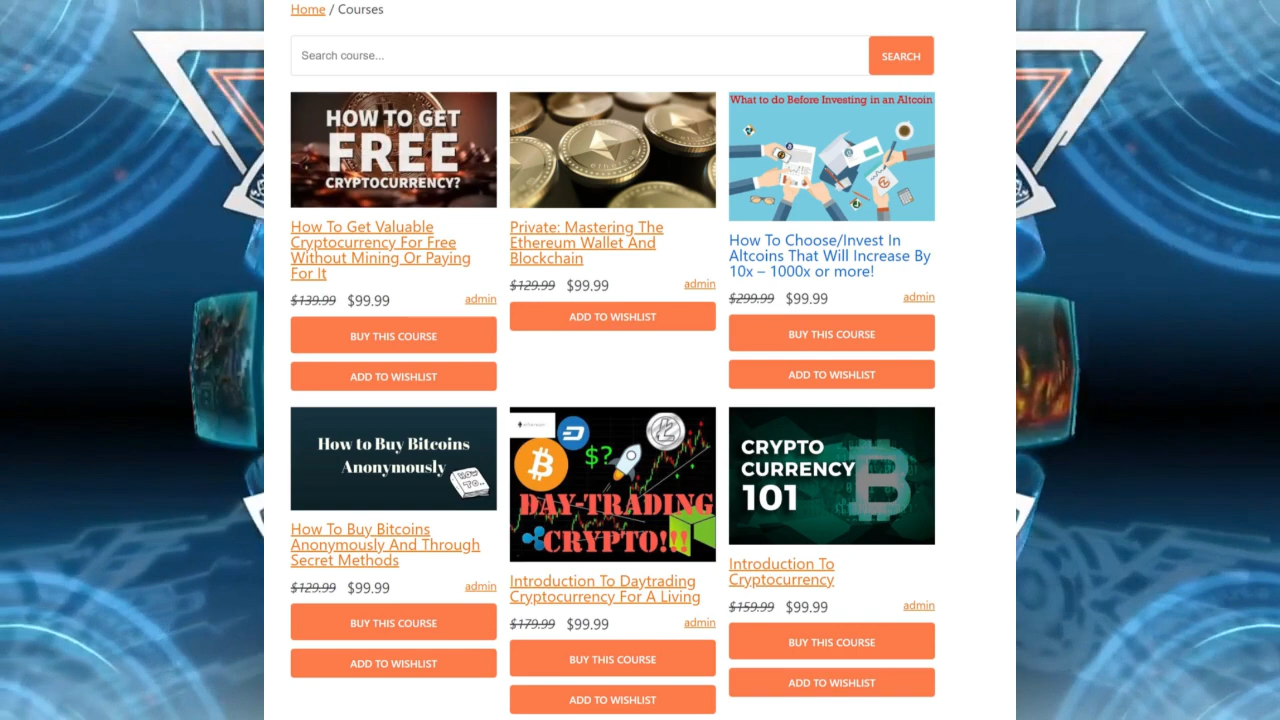 Home / Courses
Search course...
SEARCH
HOW TO GET
FREE
CRYPTOCURRENCY?
How To Get Valuable
Cryptocurrency For Free
Without Mining Or Paying
For It
$139.99 $99.99 admin
BUY THIS COURSE
ADD TO WISHLIST
ethereum
Private: Mastering The
Ethereum Wallet And
Blockchain
$129.99 $99.99 admin
ADD TO WISHLIST
What to do Before Investing in an Altcoin
How To Choose/Invest In
Altcoins That Will Increase By
10x – 1000x or more!
$299.99 $99.99 admin
BUY THIS COURSE
ADD TO WISHLIST
How to Buy Bitcoins
Anonymously
HOW
TO..
How To Buy Bitcoins
Anonymously And Through
Secret Methods
$129.99 $99.99 admin
BUY THIS COURSE
ADD TO WISHLIST
ethereum
$?
DAY-TRADING
CRYPTO!!!
Introduction To Daytrading
Cryptocurrency For A Living
$179.99 $99.99 admin
BUY THIS COURSE
ADD TO WISHLIST
CRYPTO
CURRENCY
101
Introduction To
Cryptocurrency
$159.99 $99.99 admin
BUY THIS COURSE
ADD TO WISHLIST